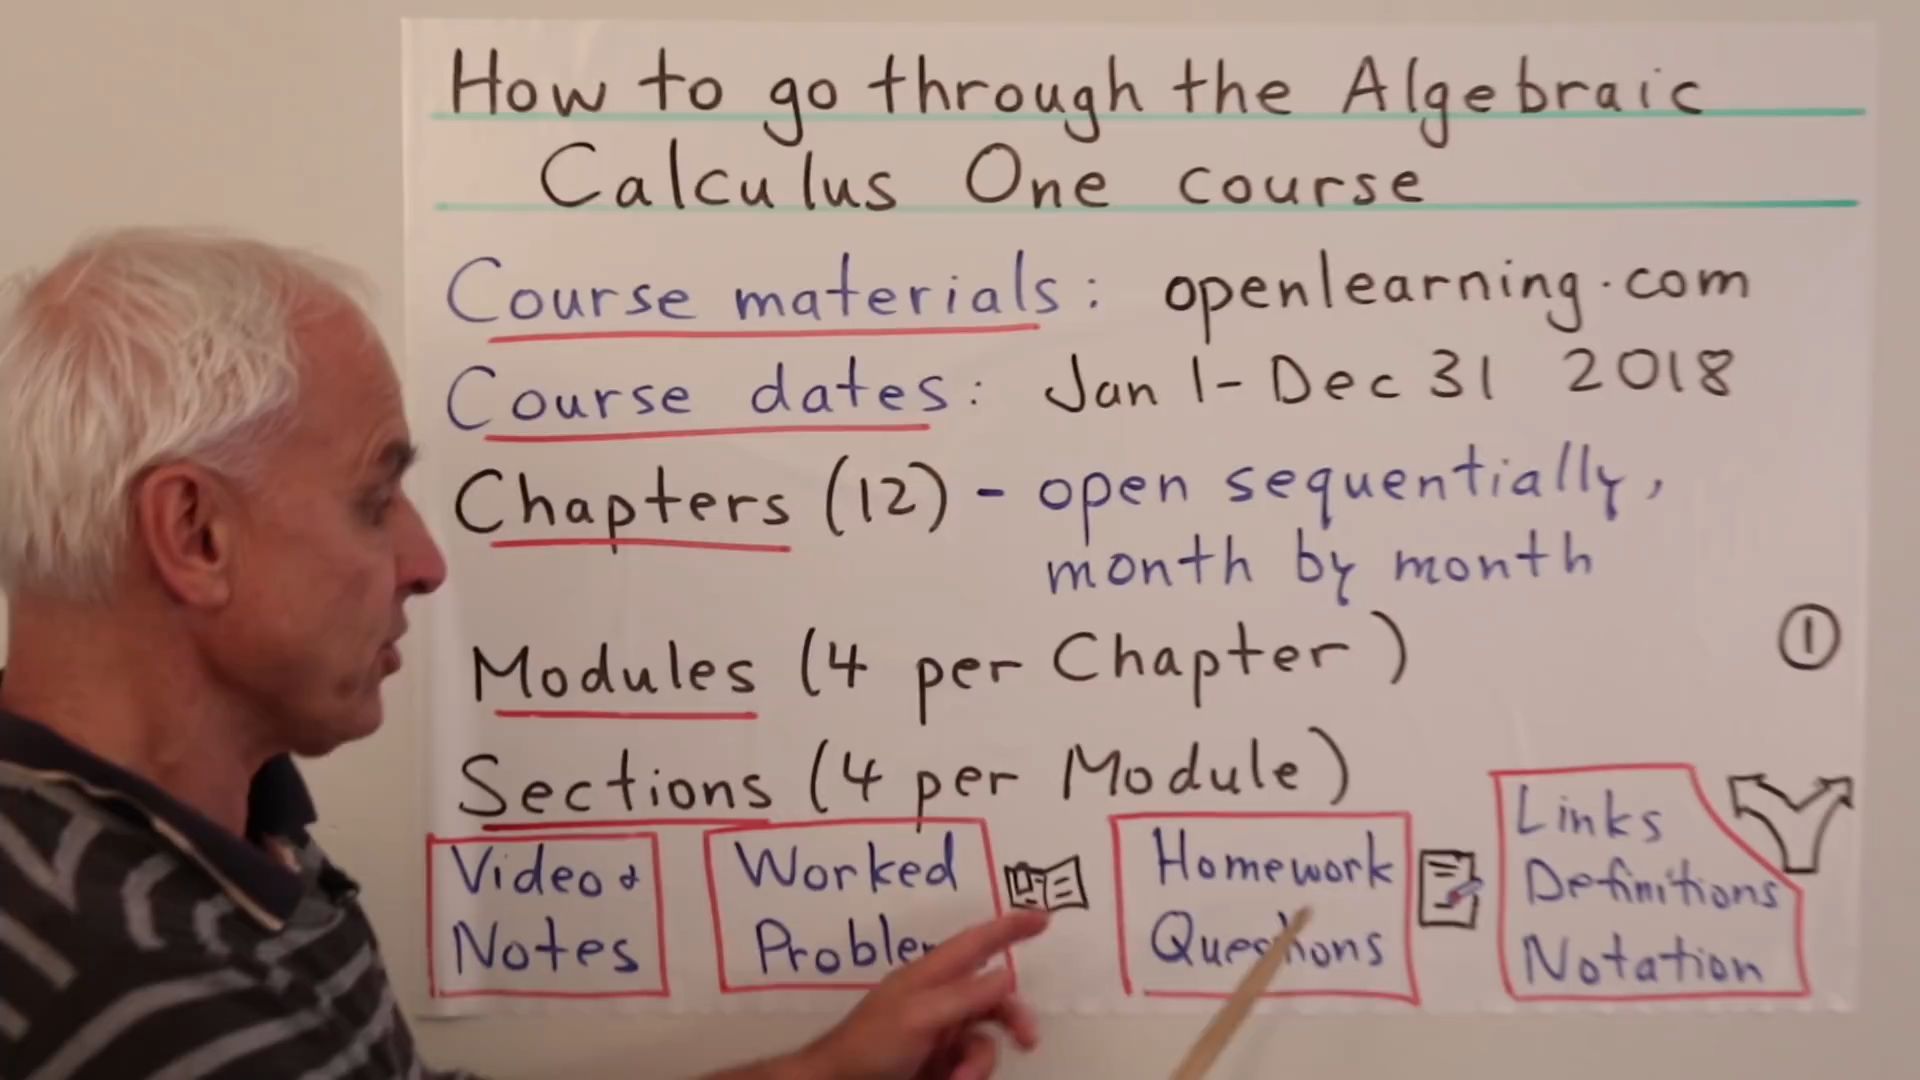 How to go through the Algebraic
Calculus One course
Course materials: openlearning.com
Course dates: Jan 1 - Dec 31 2018
Chapters (12) - open sequentially,
month by month
Modules (4 per Chapter)
1
Sections (4 per Module)
Video &
Notes
Worked
Proble
Homework
Questions
Links
Definitions
Notation